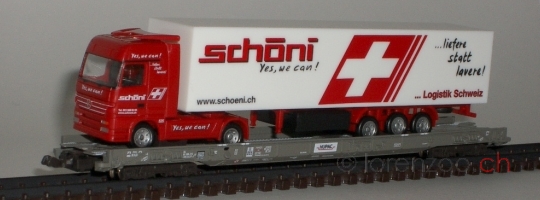 schöni
Yes, we can!
...liefere
statt
lavere!
www.schoeni.ch
... Logistik Schweiz
Yes, we can!
schöni
Yes, we can!
© lorenzoo.ch